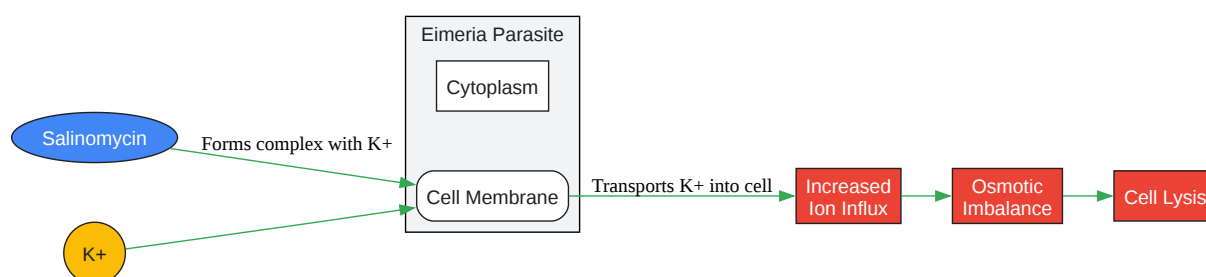 Eimeria Parasite
Cytoplasm
Salinomycin
Forms complex with K+
Cell Membrane
Transports K+ into cell
Increased
Ion Influx
Osmotic
Imbalance
Cell Lysis
K+